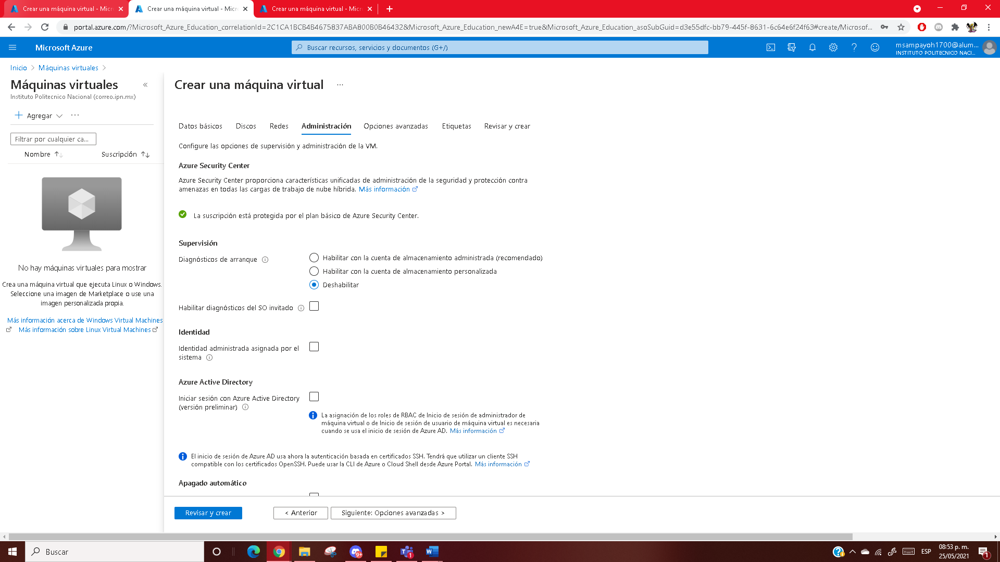 Crear una máquina virtual - Micr
Crear una máquina virtual - Micr
Crear una máquina virtual - Micr
portal.azure.com/?Microsoft_Azure_Education_correlationId=2C1CA1BCB4B4675837ABA800B0B46432&Microsoft_Azure_Education_newA4E=true&Microsoft_Azure_Education_asoSubGuid=d3e55dfc-bb79-445f-8631-6c64e6f24f63#create/Microsof...
Microsoft Azure
Buscar recursos, servicios y documentos (G+/)
msampayoh1700@alum...
INSTITUTO POLITECNICO NACI...
Inicio > Máquinas virtuales >
Máquinas virtuales
Instituto Politecnico Nacional (correo.ipn.mx)
Agregar
Filtrar por cualquier ca...
Nombre
Suscripción
No hay máquinas virtuales para mostrar
Crea una máquina virtual que ejecuta Linux o Windows.
Seleccione una imagen de Marketplace o use una
imagen personalizada propia.
Más información acerca de Windows Virtual Machines
Más información sobre Linux Virtual Machines
Crear una máquina virtual ...
Datos básicos Discos Redes Administración Opciones avanzadas Etiquetas Revisar y crear
Configure las opciones de supervisión y administración de la VM.
Azure Security Center
Azure Security Center proporciona características unificadas de administración de la seguridad y protección contra
amenazas en todas las cargas de trabajo de nube híbrida. Más información
La suscripción está protegida por el plan básico de Azure Security Center.
Supervisión
Diagnósticos de arranque
Habilitar con la cuenta de almacenamiento administrada (recomendado)
Habilitar con la cuenta de almacenamiento personalizada
Deshabilitar
Habilitar diagnósticos del SO invitado
Identidad
Identidad administrada asignada por el
sistema
Azure Active Directory
Iniciar sesión con Azure Active Directory
(versión preliminar)
La asignación de los roles de RBAC de Inicio de sesión de administrador de
máquina virtual o de Inicio de sesión de usuario de máquina virtual es necesaria
cuando se usa el inicio de sesión de Azure AD. Más información
El inicio de sesión de Azure AD usa ahora la autenticación basada en certificados SSH. Tendrá que utilizar un cliente SSH
compatible con los certificados OpenSSH. Puede usar la CLI de Azure o Cloud Shell desde Azure Portal. Más información
Apagado automático
Revisar y crear
< Anterior
Siguiente: Opciones avanzadas >
Buscar
9+
1
ESP
08:53 p. m.
25/05/2021
1